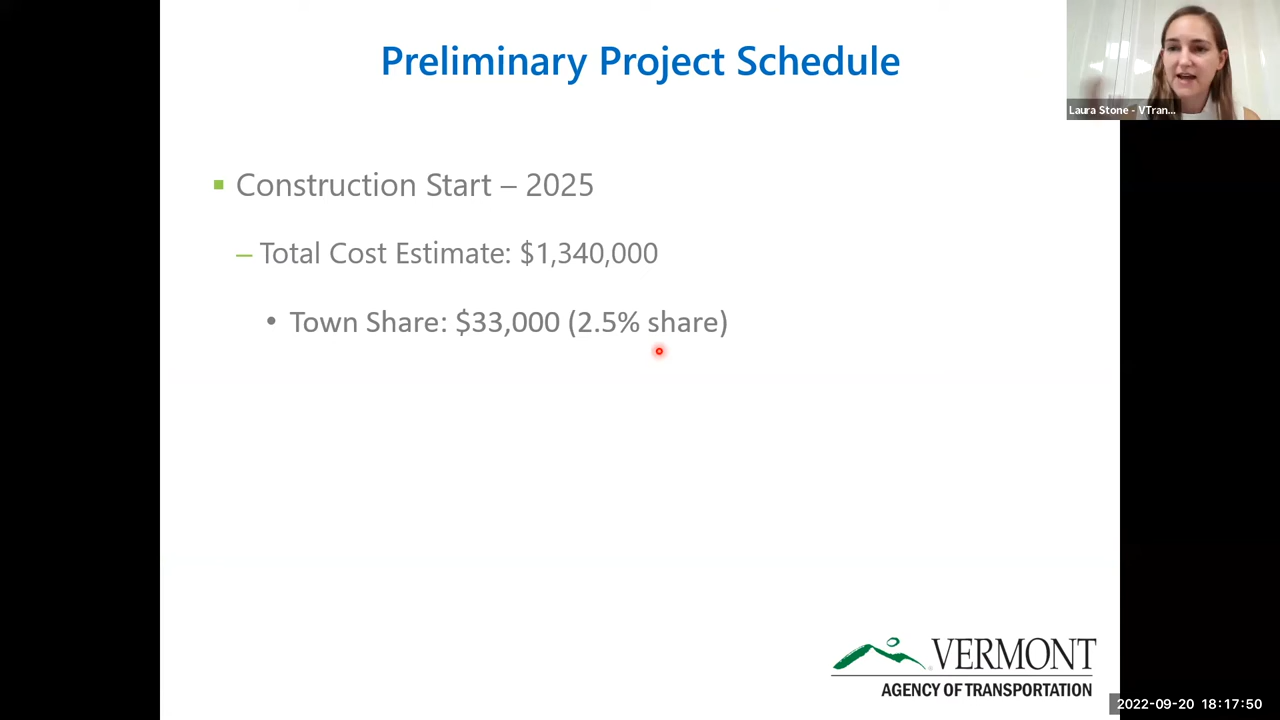 Preliminary Project Schedule
Laura Stone - VTran...
Construction Start – 2025
– Total Cost Estimate: $1,340,000
• Town Share: $33,000 (2.5% share)
VERMONT
AGENCY OF TRANSPORTATION
2022-09-20 18:17:50